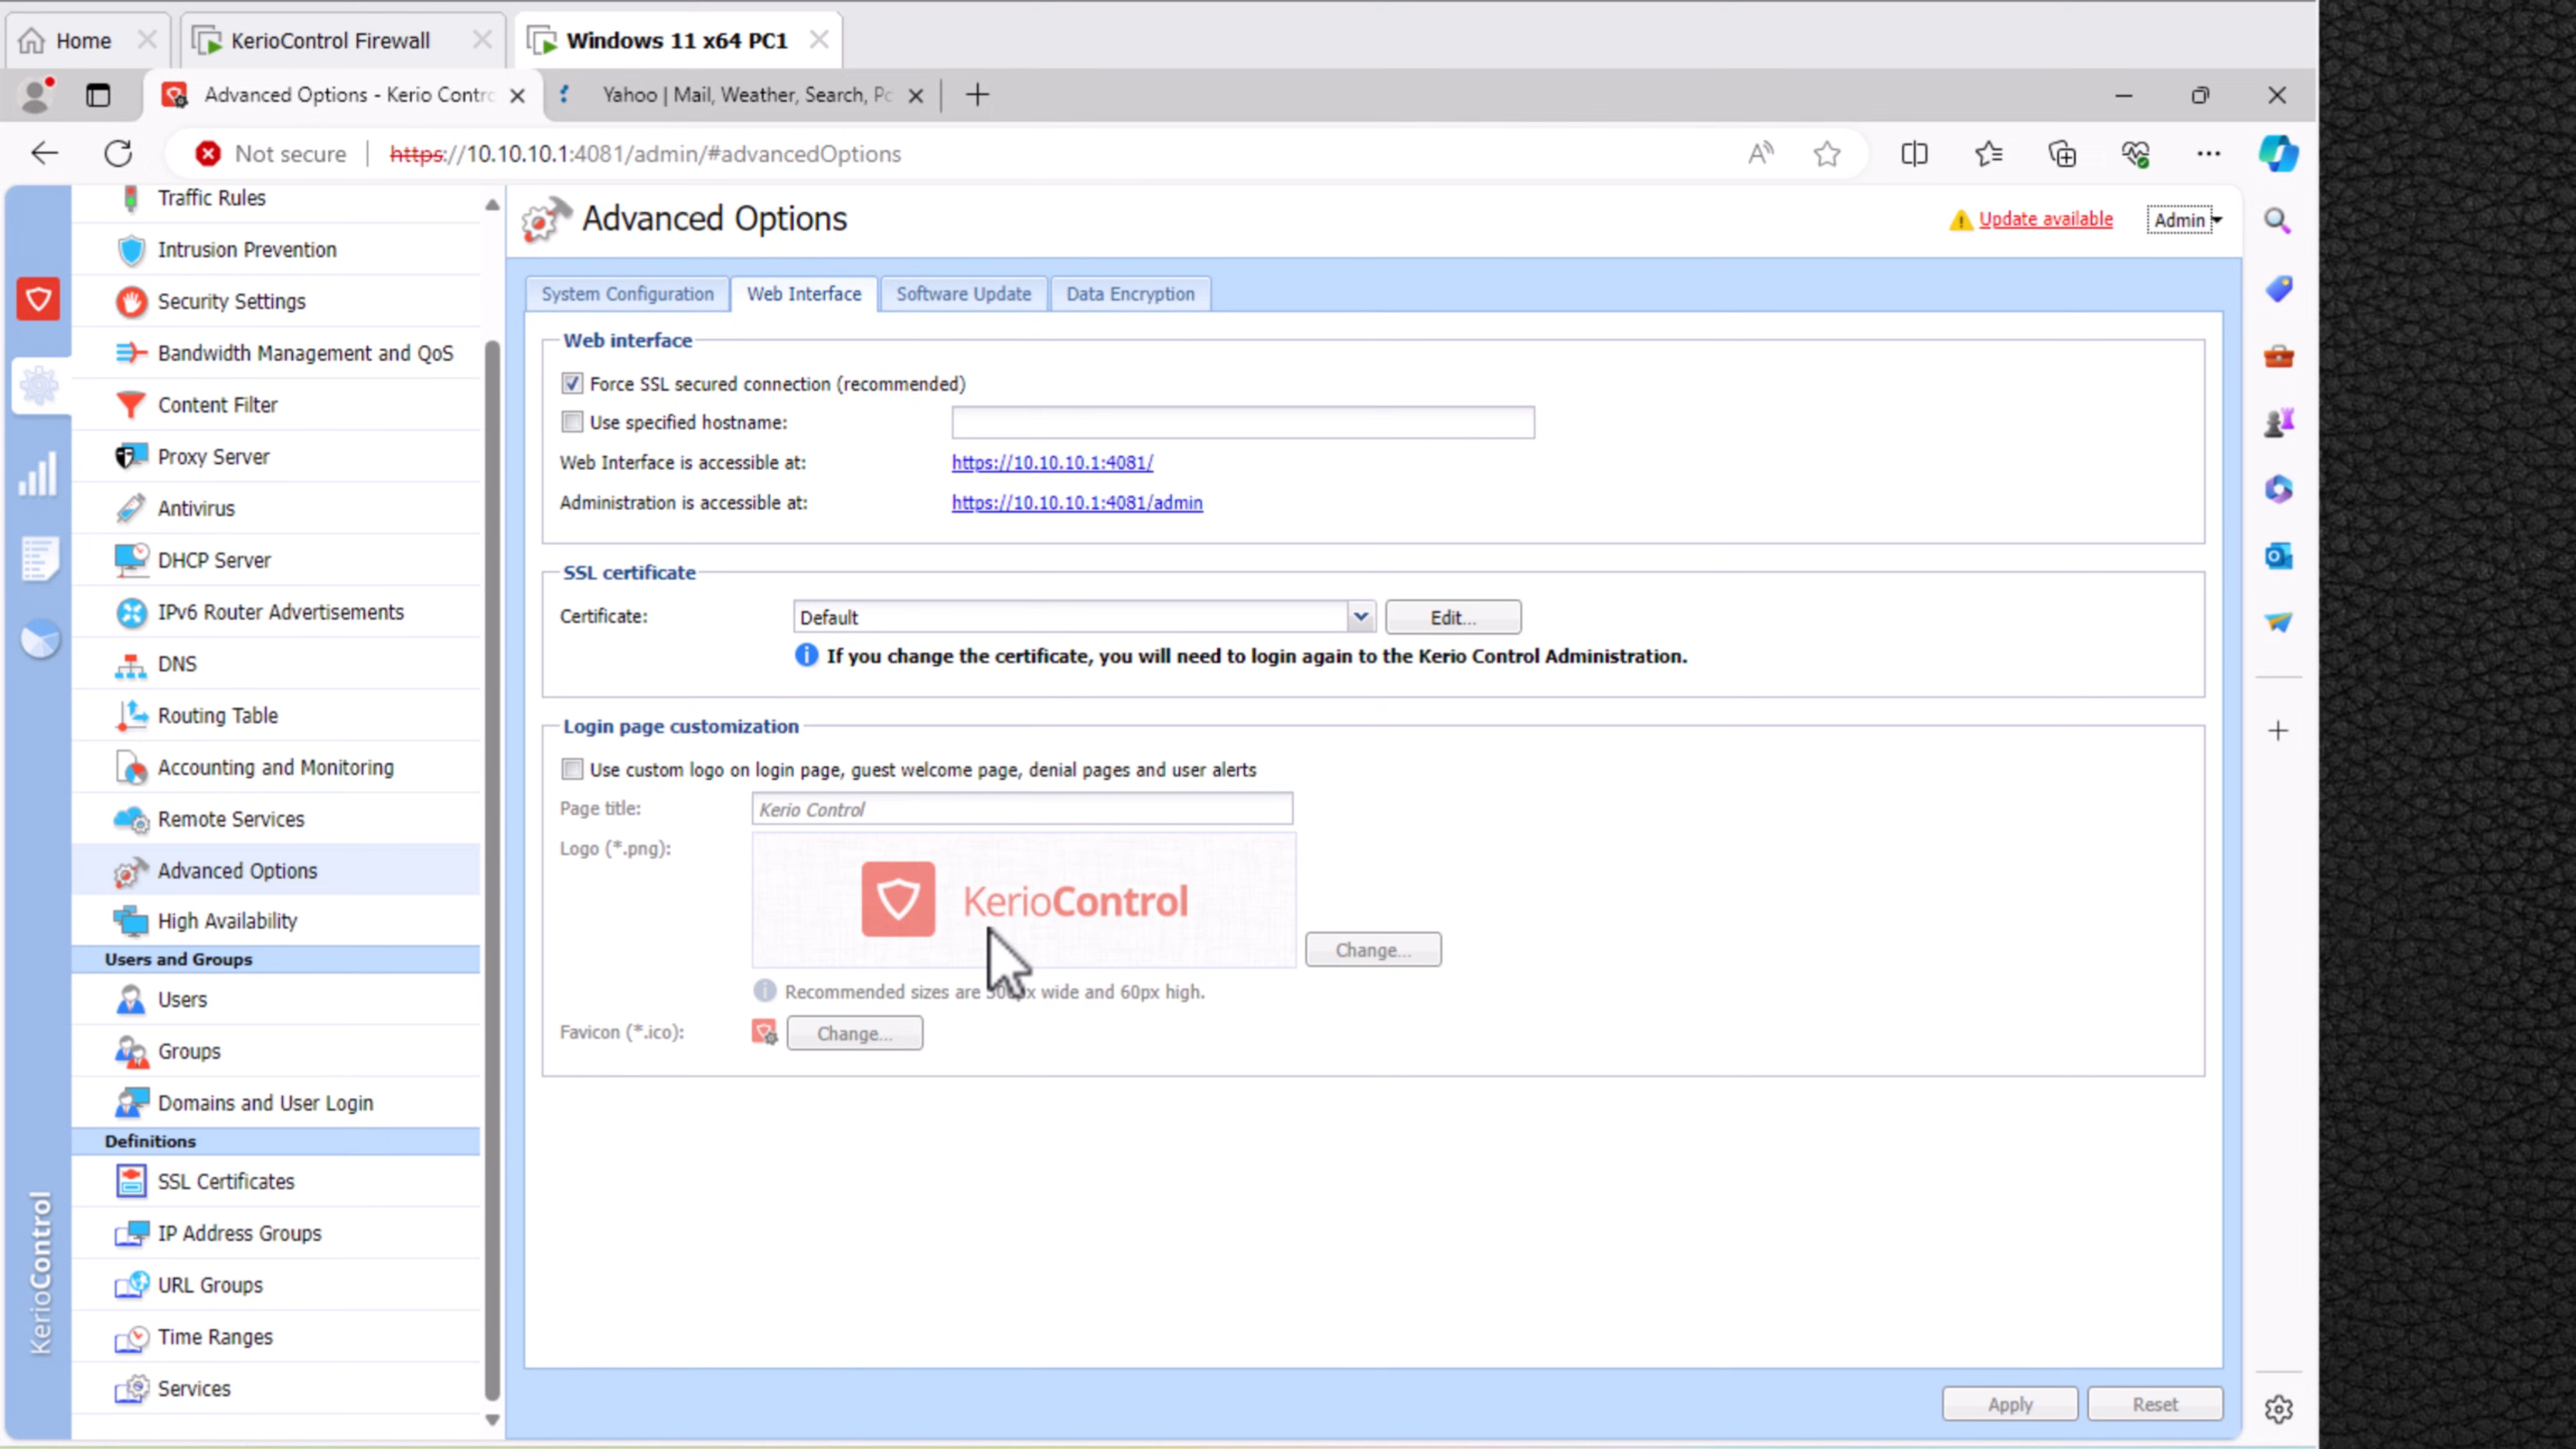 Home
KerioControl Firewall
Windows 11 x64 PC1
Advanced Options - Kerio Contro
Yahoo | Mail, Weather, Search, Po
Not secure
https://10.10.10.1:4081/admin/#advancedOptions
Traffic Rules
Intrusion Prevention
Security Settings
Bandwidth Management and QoS
Content Filter
Proxy Server
Antivirus
DHCP Server
IPv6 Router Advertisements
DNS
Routing Table
Accounting and Monitoring
Remote Services
Advanced Options
High Availability
Users and Groups
Users
Groups
Domains and User Login
Definitions
SSL Certificates
IP Address Groups
URL Groups
Time Ranges
Services
KerioControl
Advanced Options
Update available
Admin
System Configuration
Web Interface
Software Update
Data Encryption
Web interface
Force SSL secured connection (recommended)
Use specified hostname:
Web Interface is accessible at: https://10.10.10.1:4081/
Administration is accessible at: https://10.10.10.1:4081/admin
SSL certificate
Certificate: Default Edit...
If you change the certificate, you will need to login again to the Kerio Control Administration.
Login page customization
Use custom logo on login page, guest welcome page, denial pages and user alerts
Page title: Kerio Control
Logo (*.png):
KerioControl
Change...
Recommended sizes are wide and 60px high.
Favicon (*.ico): Change...
Apply
Reset